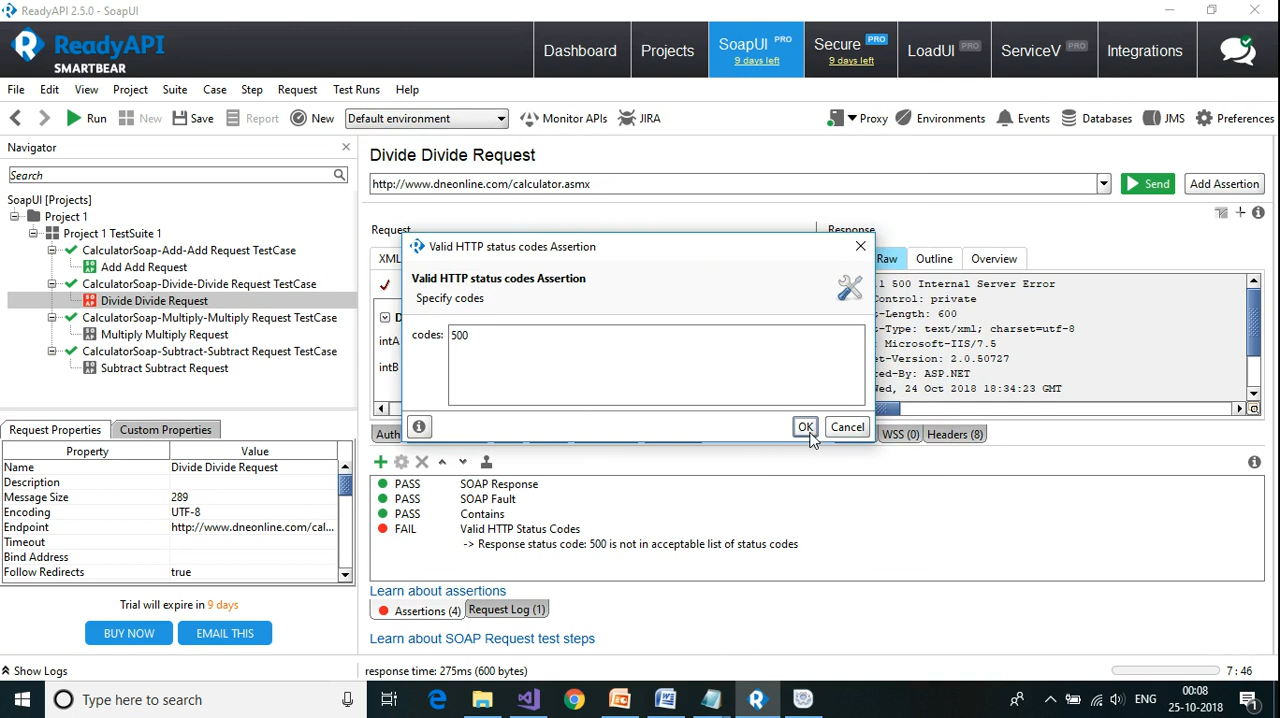 ReadyAPI 2.5.0 - SoapUI
ReadyAPI
SMARTBEAR
Dashboard
Projects
SoapUI PRO
9 days left
Secure PRO
9 days left
LoadUI PRO
ServiceV PRO
Integrations
File Edit View Project Suite Case Step Request Test Runs Help
Run New Save Report New Default environment Monitor APIs JIRA Proxy Environments Events Databases JMS Preferences
Navigator
Search
SoapUI [Projects]
Project 1
Project 1 TestSuite 1
CalculatorSoap-Add-Add Request TestCase
Add Add Request
CalculatorSoap-Divide-Divide Request TestCase
Divide Divide Request
CalculatorSoap-Multiply-Multiply Request TestCase
Multiply Multiply Request
CalculatorSoap-Subtract-Subtract Request TestCase
Subtract Subtract Request
Request Properties Custom Properties
Property Value
Name Divide Divide Request
Description
Message Size 289
Encoding UTF-8
Endpoint http://www.dneonline.com/cal...
Timeout
Bind Address
Follow Redirects true
Trial will expire in 9 days
BUY NOW EMAIL THIS
Show Logs
Divide Divide Request
http://www.dneonline.com/calculator.asmx
Send Add Assertion
Request Response
XML
Raw Outline Overview
intA
intB
.1 500 Internal Server Error
Control: private
-Length: 600
-Type: text/xml; charset=utf-8
Microsoft-IIS/7.5
et-Version: 2.0.50727
red-By: ASP.NET
Wed, 24 Oct 2018 18:34:23 GMT
Valid HTTP status codes Assertion
Valid HTTP status codes Assertion
Specify codes
codes: 500
OK Cancel
Auth WSS (0) Headers (8)
PASS SOAP Response
PASS SOAP Fault
PASS Contains
FAIL Valid HTTP Status Codes
-> Response status code: 500 is not in acceptable list of status codes
Learn about assertions
Assertions (4) Request Log (1)
Learn about SOAP Request test steps
response time: 275ms (600 bytes)
7 : 46
Type here to search
ENG
00:08
25-10-2018
1